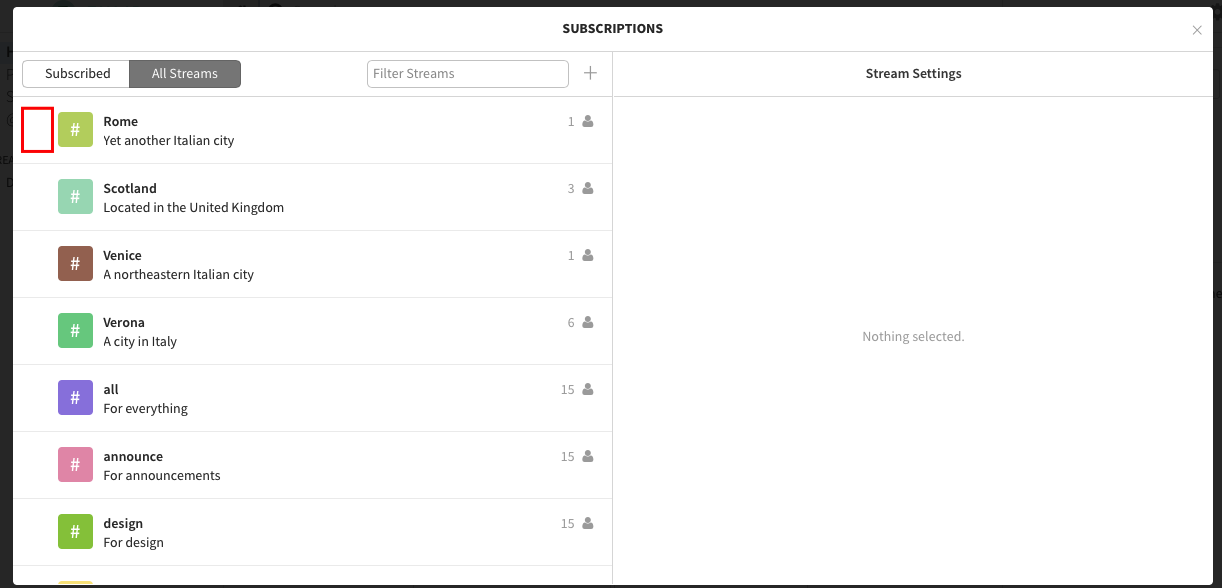 SUBSCRIPTIONS
×
Subscribed
All Streams
Filter Streams
+
Stream Settings
#
Rome
1
Yet another Italian city
#
Scotland
3
Located in the United Kingdom
#
Venice
1
A northeastern Italian city
#
Verona
6
A city in Italy
Nothing selected.
#
all
15
For everything
#
announce
15
For announcements
#
design
15
For design